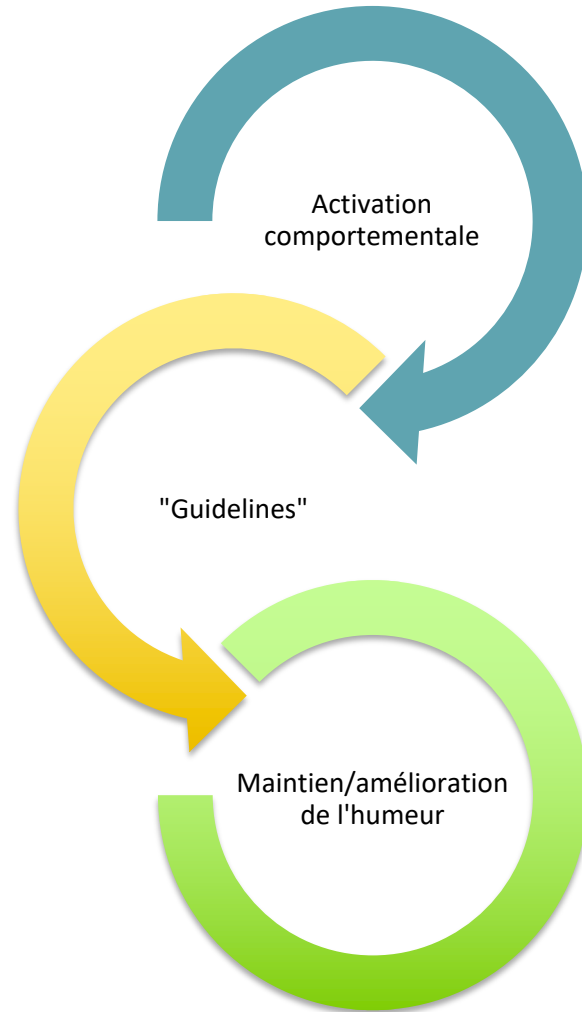 Activation
comportementale
"Guidelines"
Maintien/amélioration
de l'humeur